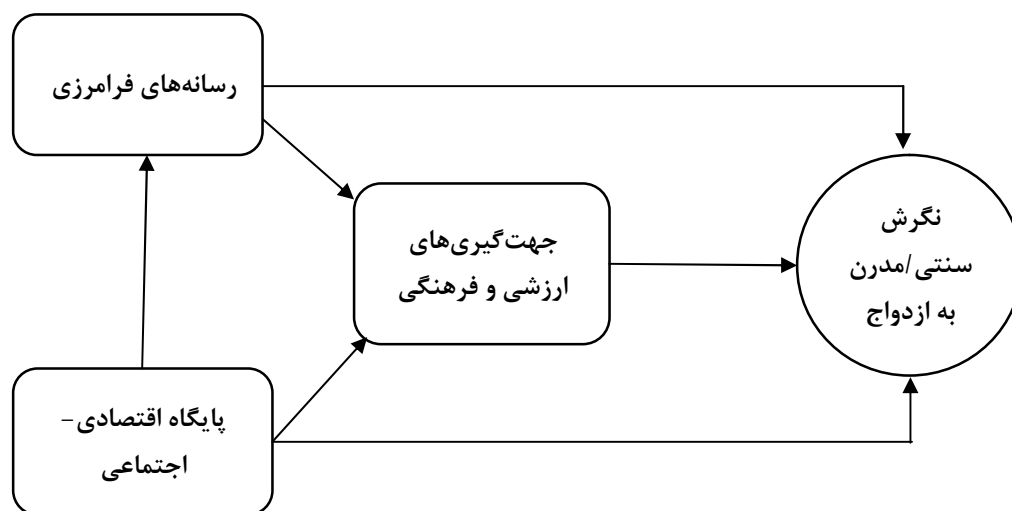 رسانه‌های فرامرزی
جهت‌گیری‌های
ارزشی و فرهنگی
نگرش
سنتی/مدرن
به ازدواج
پایگاه اقتصادی-
اجتماعی